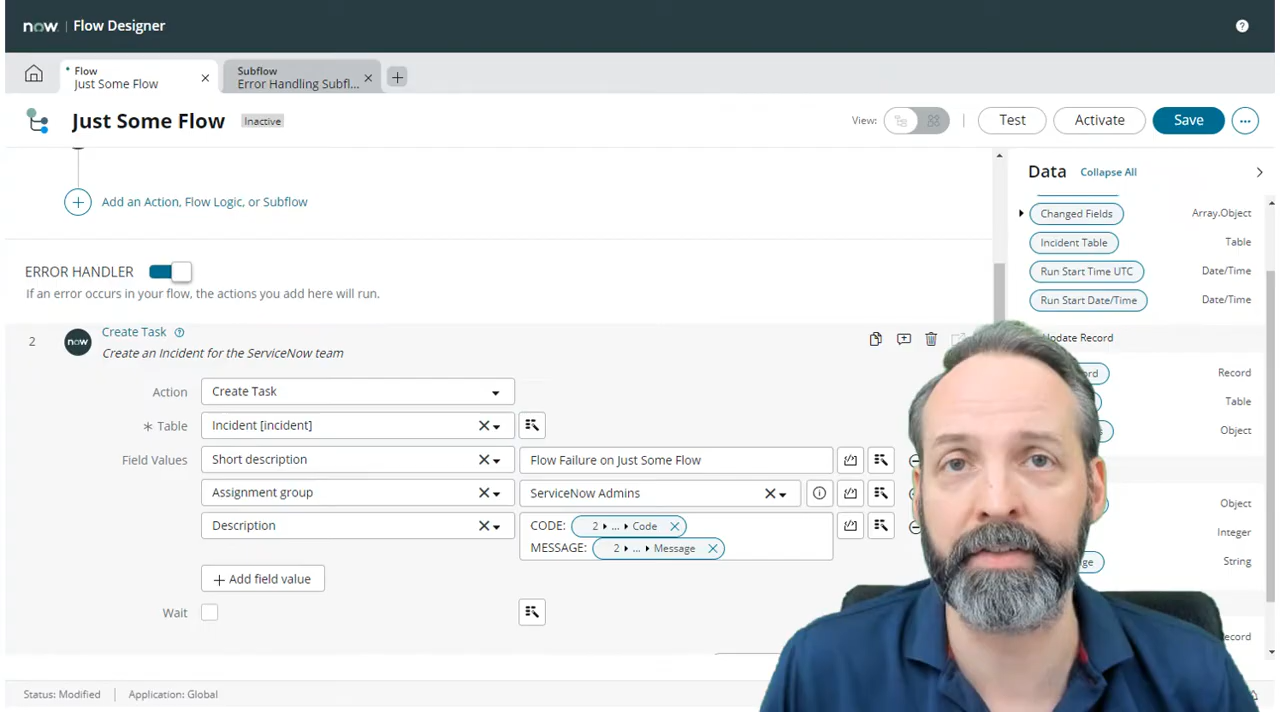 now. | Flow Designer
Flow
Just Some Flow
Subflow
Error Handling Subfl...
Just Some Flow
Inactive
View:
Test
Activate
Save
Add an Action, Flow Logic, or Subflow
Data
Collapse All
Changed Fields
Array.Object
Incident Table
Table
Run Start Time UTC
Date/Time
Run Start Date/Time
Date/Time
ERROR HANDLER
If an error occurs in your flow, the actions you add here will run.
2
now
Create Task
Create an Incident for the ServiceNow team
Record
Record
Table
Object
Action
Create Task
* Table
Incident [incident]
Field Values
Short description
Flow Failure on Just Some Flow
Assignment group
ServiceNow Admins
Object
Description
CODE: 2 ... Code
MESSAGE: 2 ... Message
Integer
String
+ Add field value
Wait
Status: Modified
Application: Global